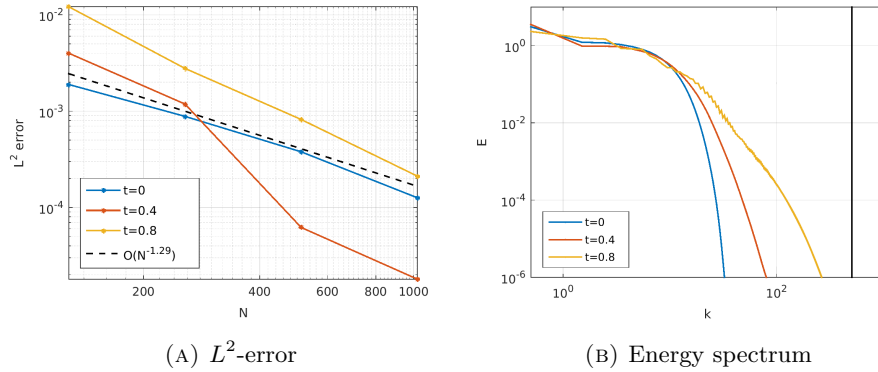 10^-2
10^-3
10^-4
L^2 error
200
400
600
800
1000
N
t=0
t=0.4
t=0.8
O(N^-1.29)
(A) L^2-error
10^0
10^-2
10^-4
10^-6
E
10^0
10^2
k
t=0
t=0.4
t=0.8
(B) Energy spectrum